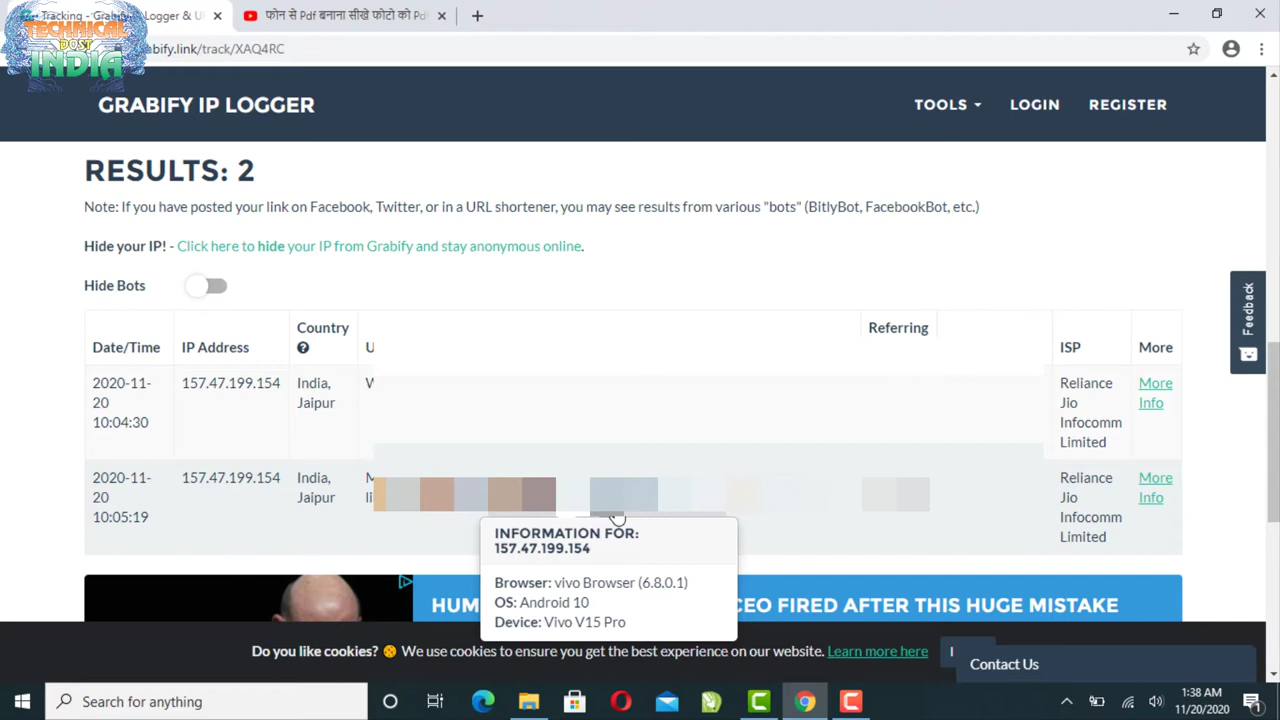 Tracking - Grabify IP Logger & U
फोन से Pdf बनाना सीखे फोटो को Pdf
TECHNICAL
DOST
INDIA
abify.link/track/XAQ4RC
GRABIFY IP LOGGER
TOOLS
LOGIN
REGISTER
RESULTS: 2
Note: If you have posted your link on Facebook, Twitter, or in a URL shortener, you may see results from various "bots" (BitlyBot, FacebookBot, etc.)
Hide your IP! - Click here to hide your IP from Grabify and stay anonymous online.
Hide Bots
Feedback
Date/Time
IP Address
Country
?
U
Referring
ISP
More
2020-11-
20
10:04:30
157.47.199.154
India,
Jaipur
Reliance
Jio
Infocomm
Limited
More
Info
2020-11-
20
10:05:19
157.47.199.154
India,
Jaipur
li
Reliance
Jio
Infocomm
Limited
More
Info
INFORMATION FOR:
157.47.199.154
Browser: vivo Browser (6.8.0.1)
OS: Android 10
Device: Vivo V15 Pro
HUM
CEO FIRED AFTER THIS HUGE MISTAKE
Do you like cookies? We use cookies to ensure you get the best experience on our website. Learn more here
I
Contact Us
Search for anything
1:38 AM
11/20/2020
1